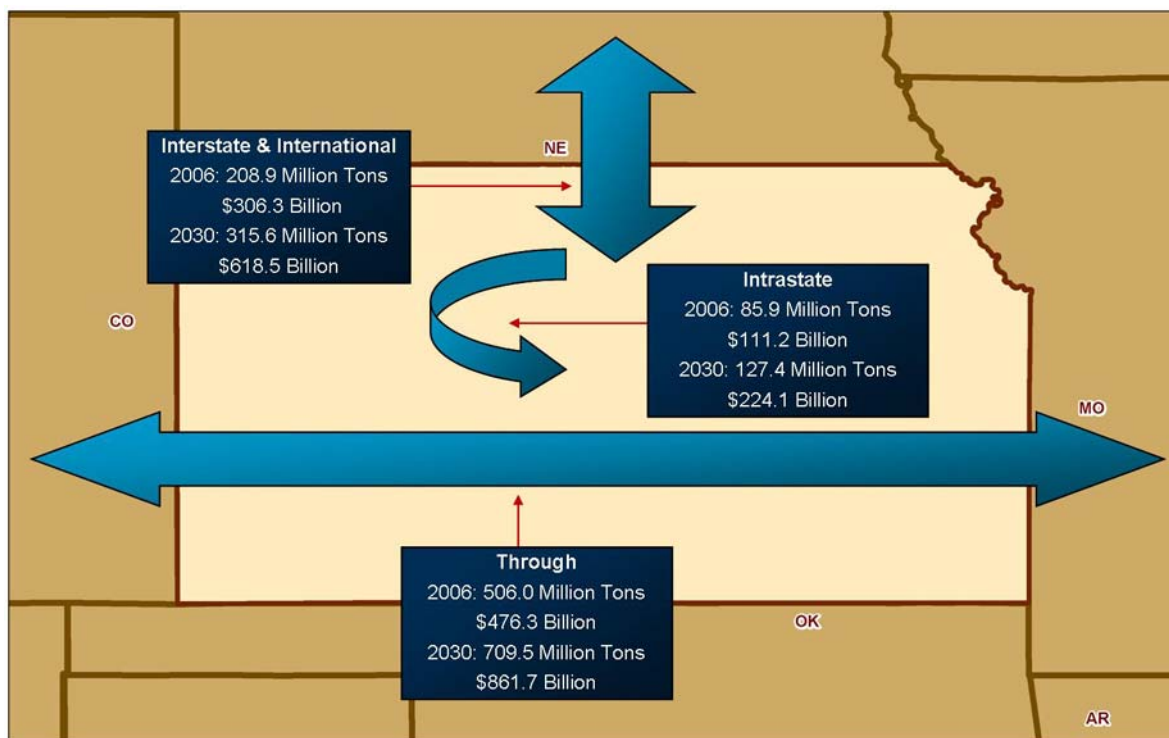 NE
Interstate & International
2006: 208.9 Million Tons
$306.3 Billion
2030: 315.6 Million Tons
$618.5 Billion
Intrastate
2006: 85.9 Million Tons
$111.2 Billion
2030: 127.4 Million Tons
$224.1 Billion
CO
MO
Through
2006: 506.0 Million Tons
$476.3 Billion
2030: 709.5 Million Tons
$861.7 Billion
OK
AR